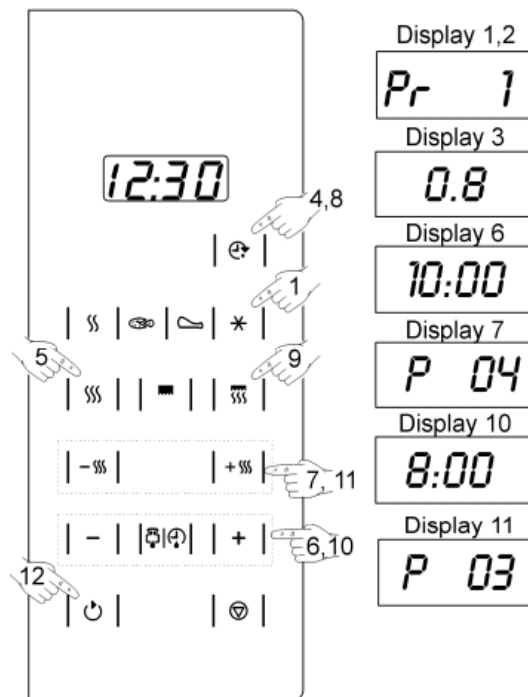 Display 1,2
Pr 1
Display 3
12:30
0.8
4,8
Display 6
10:00
1
Display 7
5
9
P 04
Display 10
8:00
7, 11
Display 11
6,10
P 03
12